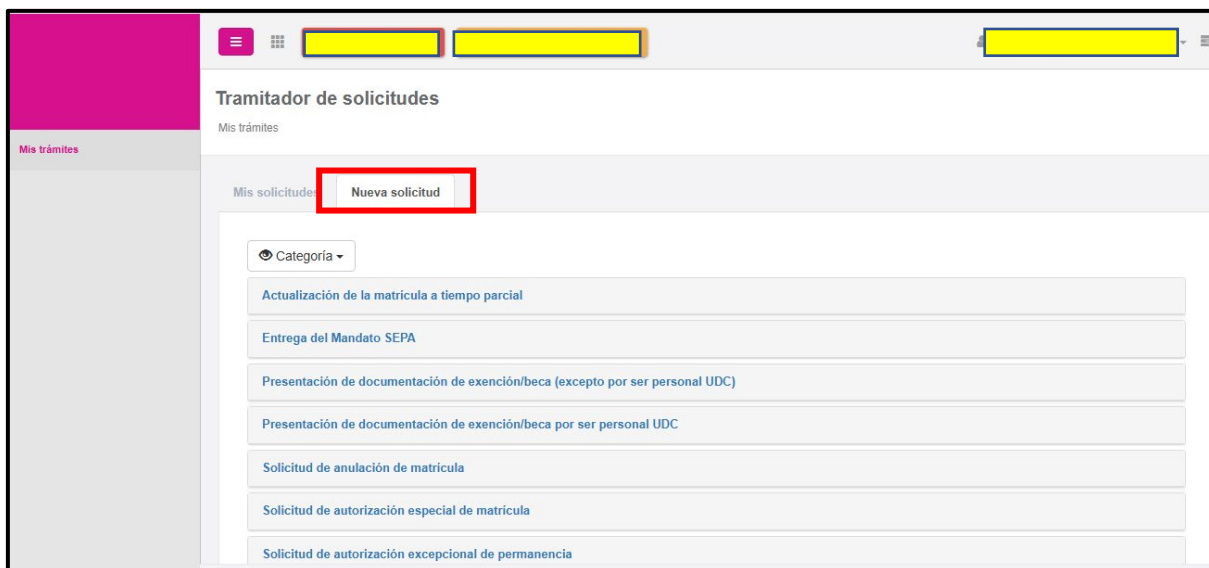 Tramitador de solicitudes
Mis trámites
Mis trámites
Mis solicitudes
Nueva solicitud
Categoría
Actualización de la matrícula a tiempo parcial
Entrega del Mandato SEPA
Presentación de documentación de exención/beca (excepto por ser personal UDC)
Presentación de documentación de exención/beca por ser personal UDC
Solicitud de anulación de matrícula
Solicitud de autorización especial de matrícula
Solicitud de autorización excepcional de permanencia